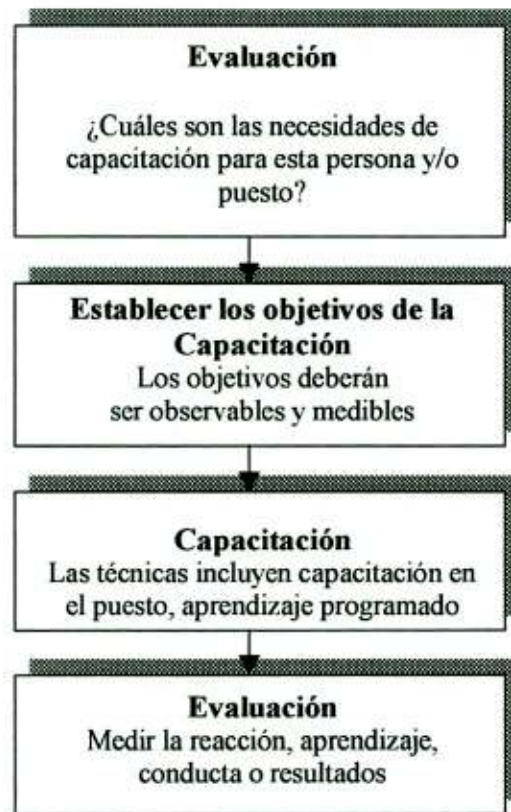 Evaluación
¿Cuáles son las necesidades de
capacitación para esta persona y/o
puesto?
Establecer los objetivos de la
Capacitación
Los objetivos deberán
ser observables y medibles
Capacitación
Las técnicas incluyen capacitación en
el puesto, aprendizaje programado
Evaluación
Medir la reacción, aprendizaje,
conducta o resultados